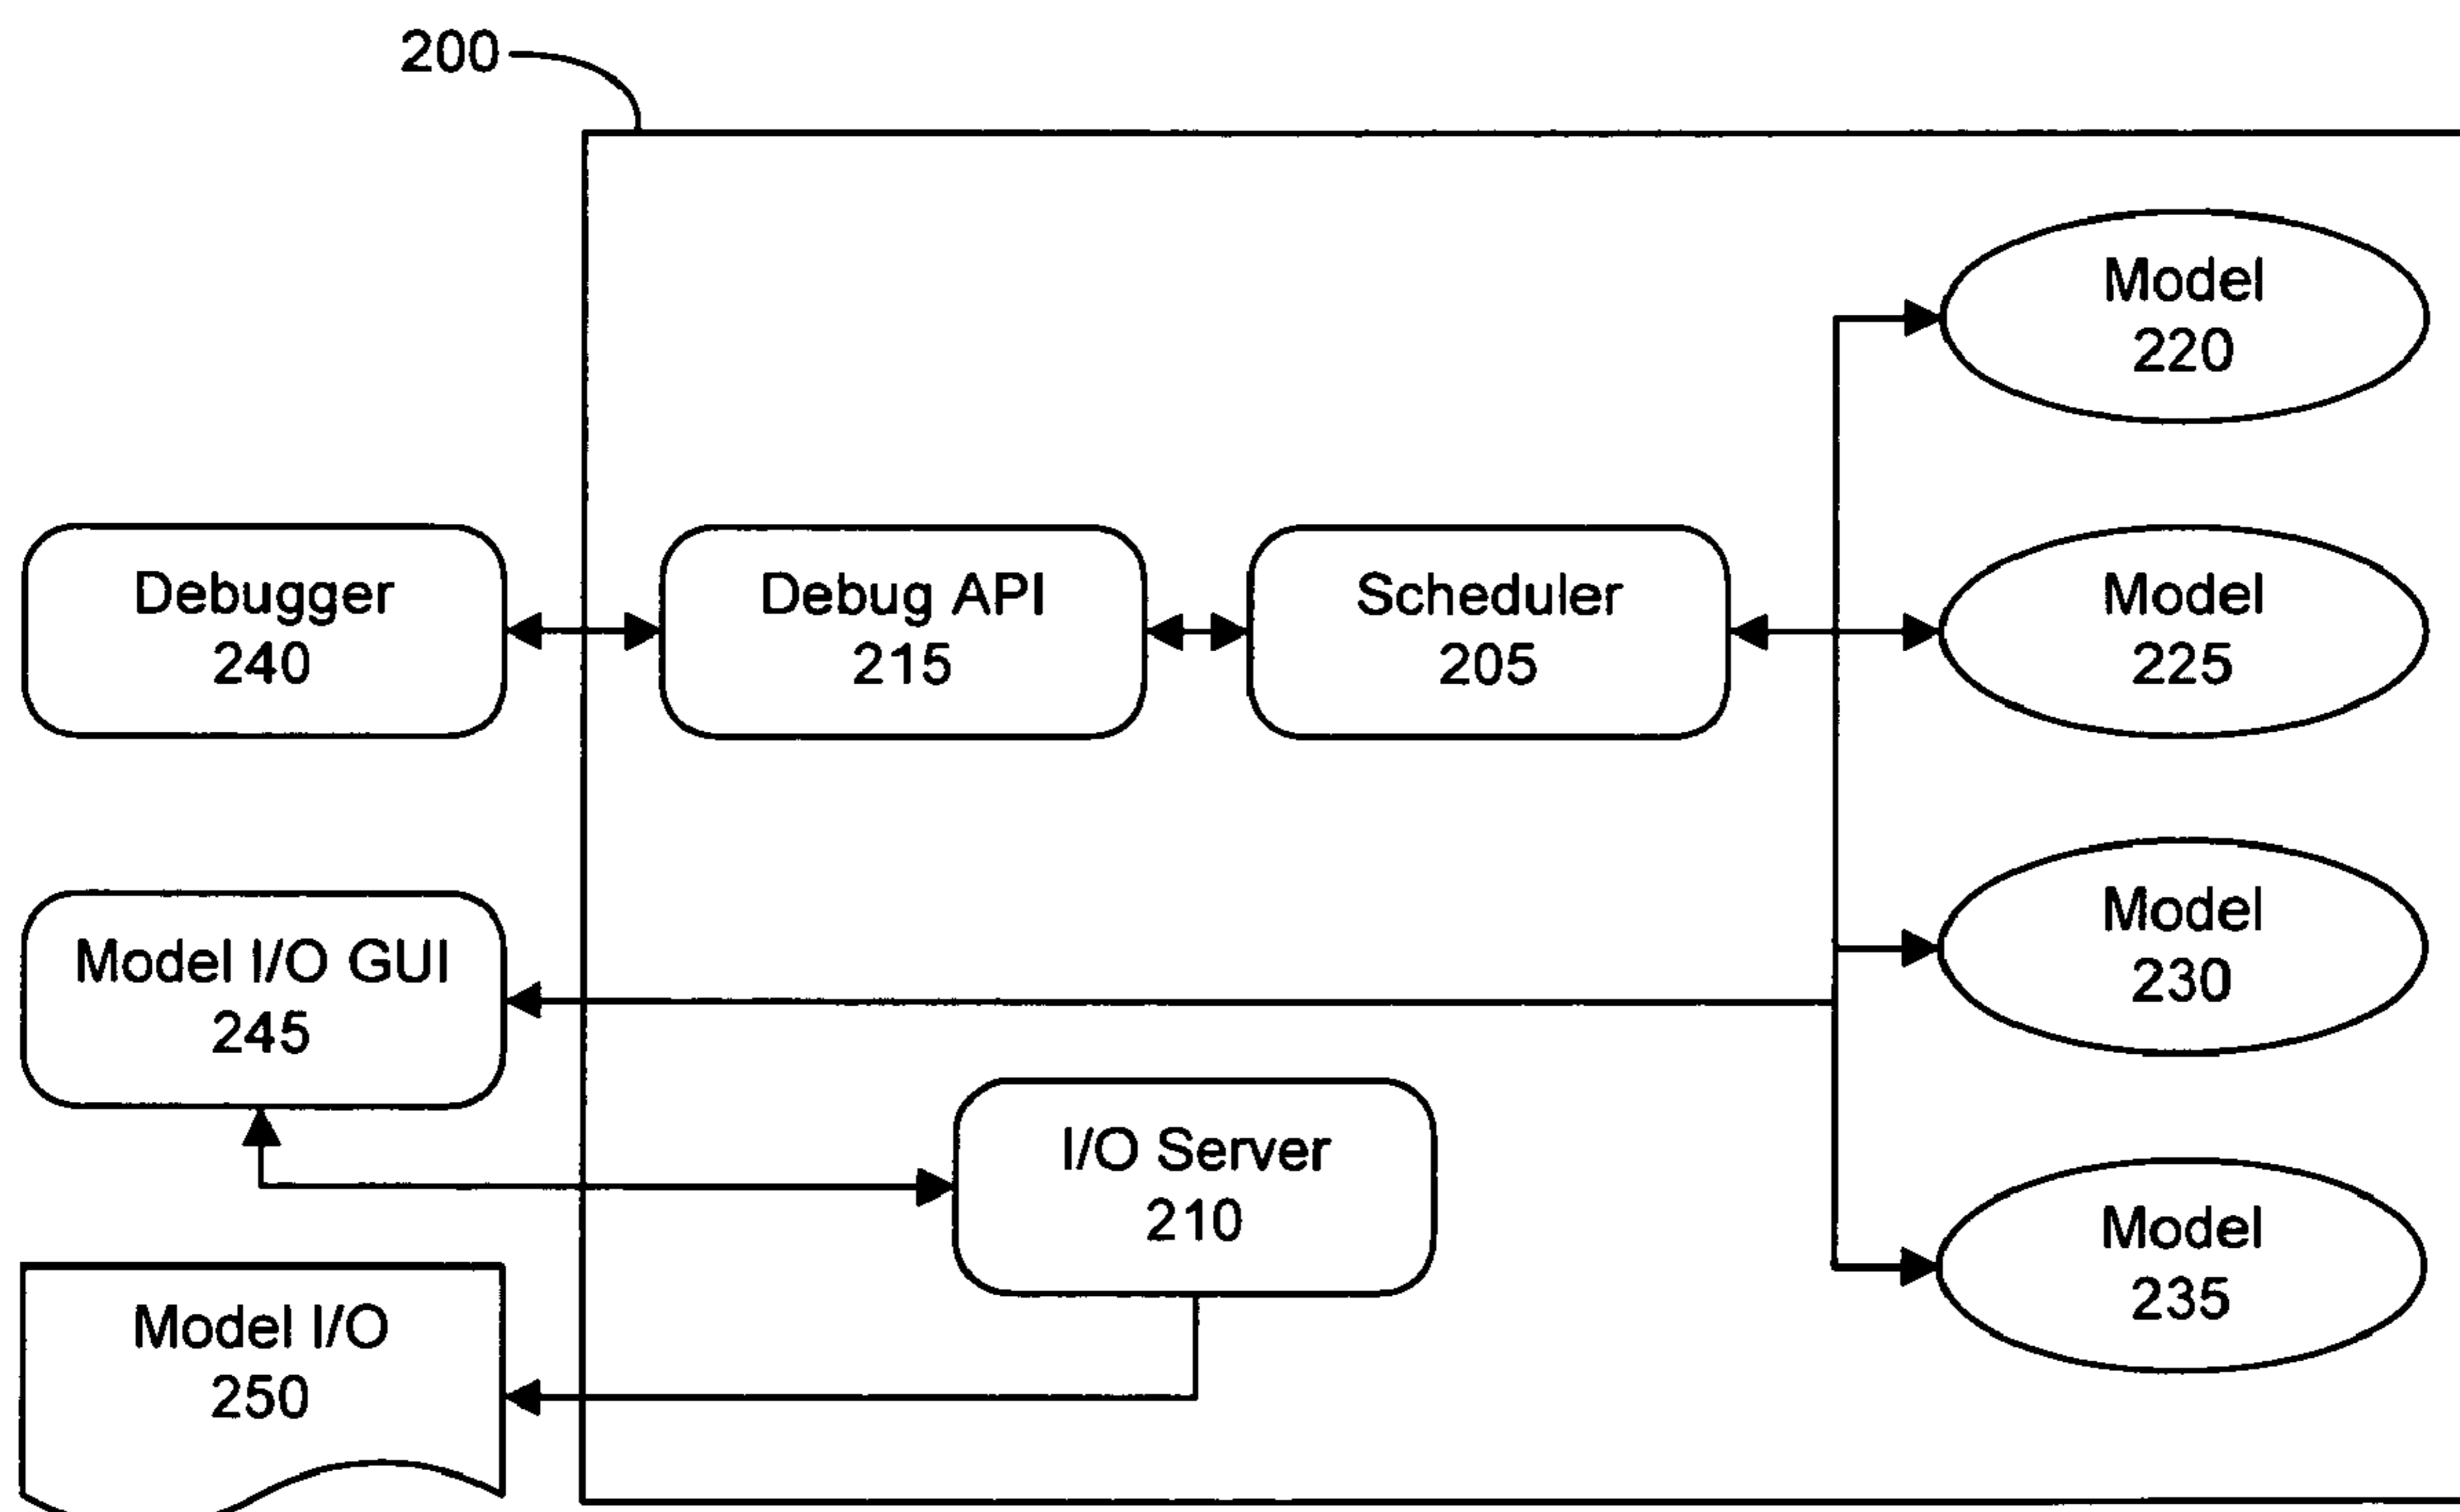 200
Model
220
Debugger
240
Debug API
215
Scheduler
205
Model
225
Model I/O GUI
245
Model
230
I/O Server
210
Model
235
Model I/O
250